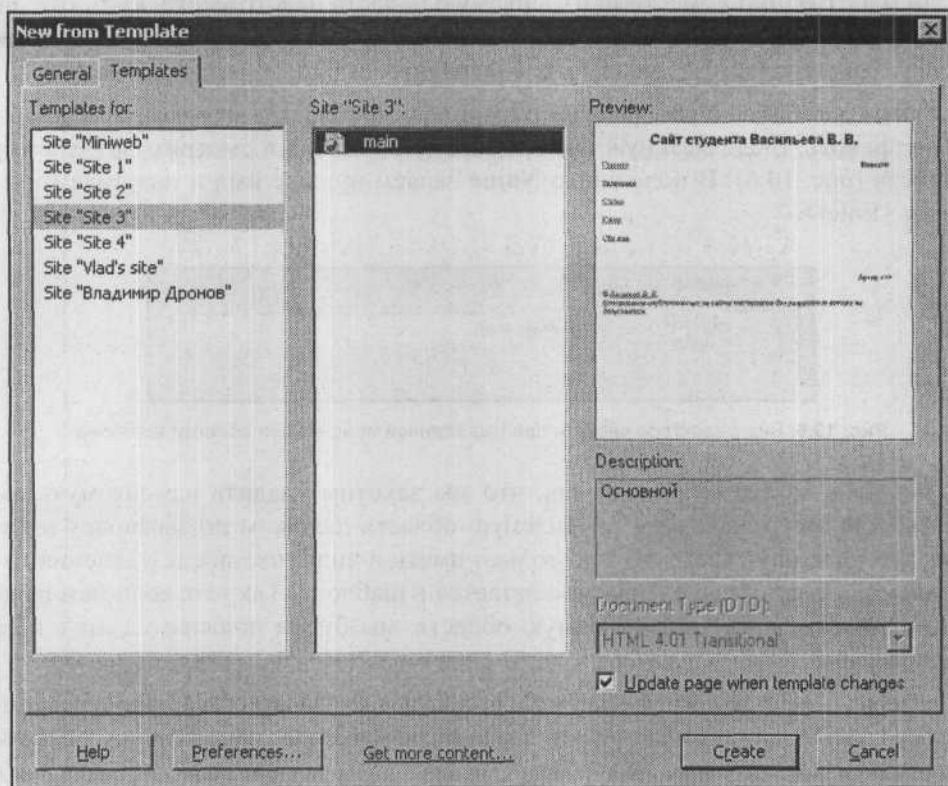 New from Template
General
Templates
Templates for:
Site "Miniweb"
Site "Site 1"
Site "Site 2"
Site "Site 3"
Site "Site 4"
Site "Vlad's site"
Site "Владимир Дронов"
Site "Site 3":
main
Preview:
Сайт студента Васильева В. В.
Description:
Основной
Document Type (DTD):
HTML 4.01 Transitional
Update page when template changes
Help
Preferences...
Get more content...
Create
Cancel